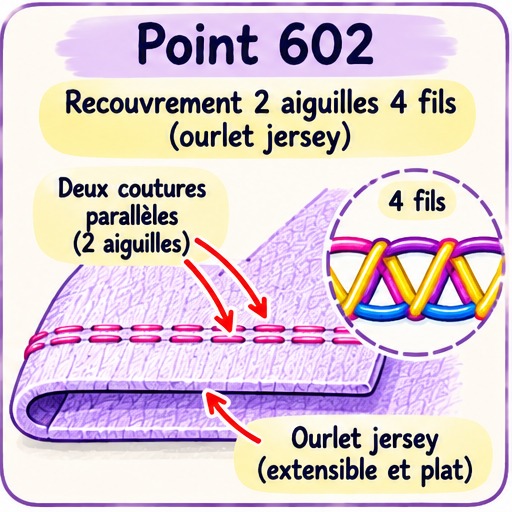 Point 602
Recouvrement 2 aiguilles 4 fils
(ourlet jersey)
Deux coutures
parallèles
(2 aiguilles)
4 fils
Ourlet jersey
(extensible et plat)